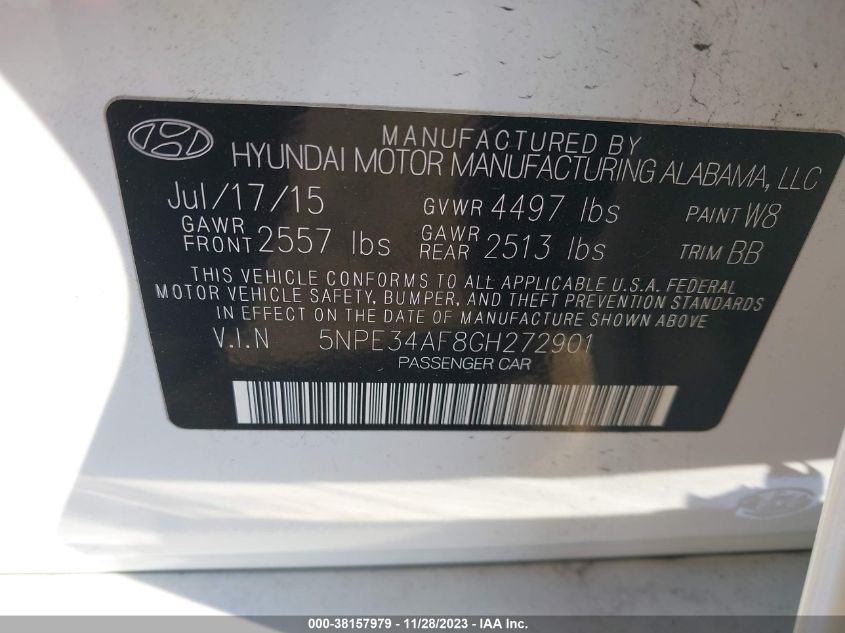 MANUFACTURED BY
HYUNDAI MOTOR MANUFACTURING ALABAMA, LLC
Jul/17/15 GVWR 4497 lbs PAINT W8
GAWR FRONT 2557 lbs GAWR REAR 2513 lbs TRIM BB
THIS VEHICLE CONFORMS TO ALL APPLICABLE U.S.A. FEDERAL
MOTOR VEHICLE SAFETY, BUMPER, AND THEFT PREVENTION STANDARDS
IN EFFECT ON THE DATE OF MANUFACTURE SHOWN ABOVE
V.I.N 5NPE34AF8GH272901
PASSENGER CAR
000-38157979 - 11/28/2023 - IAA Inc.